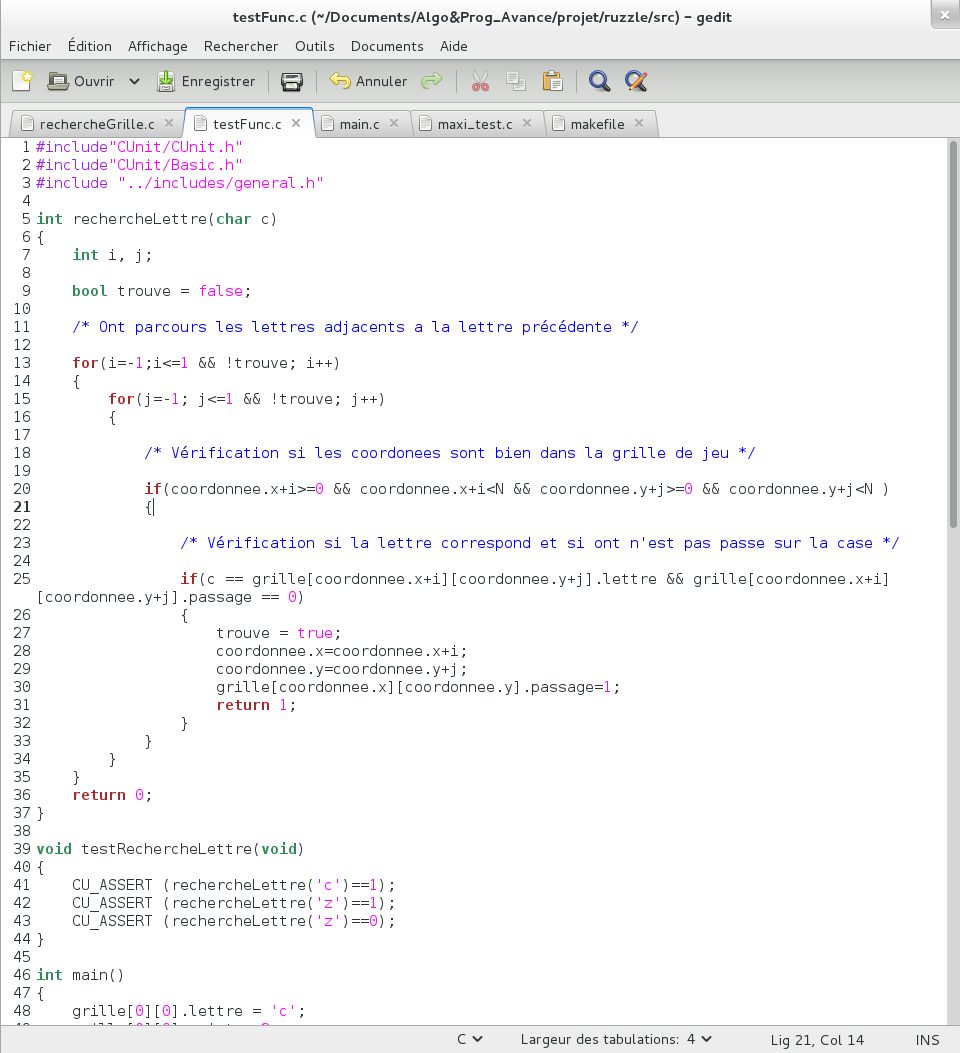 testFunc.c (~/Documents/Algo&Prog_Avance/projet/ruzzle/src) – gedit
Fichier Édition Affichage Rechercher Outils Documents Aide
Ouvrir Enregistrer Annuler
rechercheGrille.c testFunc.c main.c maxi_test.c makefile
1 #include"CUnit/CUnit.h"
2 #include"CUnit/Basic.h"
3 #include "../includes/general.h"
4
5 int rechercheLettre(char c)
6 {
7     int i, j;
8
9     bool trouve = false;
10
11     /* Ont parcours les lettres adjacents a la lettre précédente */
12
13     for(i=-1;i<=1 && !trouve; i++)
14     {
15         for(j=-1; j<=1 && !trouve; j++)
16         {
17
18             /* Vérification si les coordonees sont bien dans la grille de jeu */
19
20             if(coordonnee.x+i>=0 && coordonnee.x+i<N && coordonnee.y+j>=0 && coordonnee.y+j<N )
21             {
22
23                 /* Vérification si la lettre correspond et si ont n'est pas passe sur la case */
24
25                 if(c == grille[coordonnee.x+i][coordonnee.y+j].lettre && grille[coordonnee.x+i]
[coordonnee.y+j].passage == 0)
26                 {
27                     trouve = true;
28                     coordonnee.x=coordonnee.x+i;
29                     coordonnee.y=coordonnee.y+j;
30                     grille[coordonnee.x][coordonnee.y].passage=1;
31                     return 1;
32                 }
33             }
34         }
35     }
36     return 0;
37 }
38
39 void testRechercheLettre(void)
40 {
41     CU_ASSERT (rechercheLettre('c')==1);
42     CU_ASSERT (rechercheLettre('z')==1);
43     CU_ASSERT (rechercheLettre('z')==0);
44 }
45
46 int main()
47 {
48     grille[0][0].lettre = 'c';
C Largeur des tabulations: 4 Lig 21, Col 14 INS